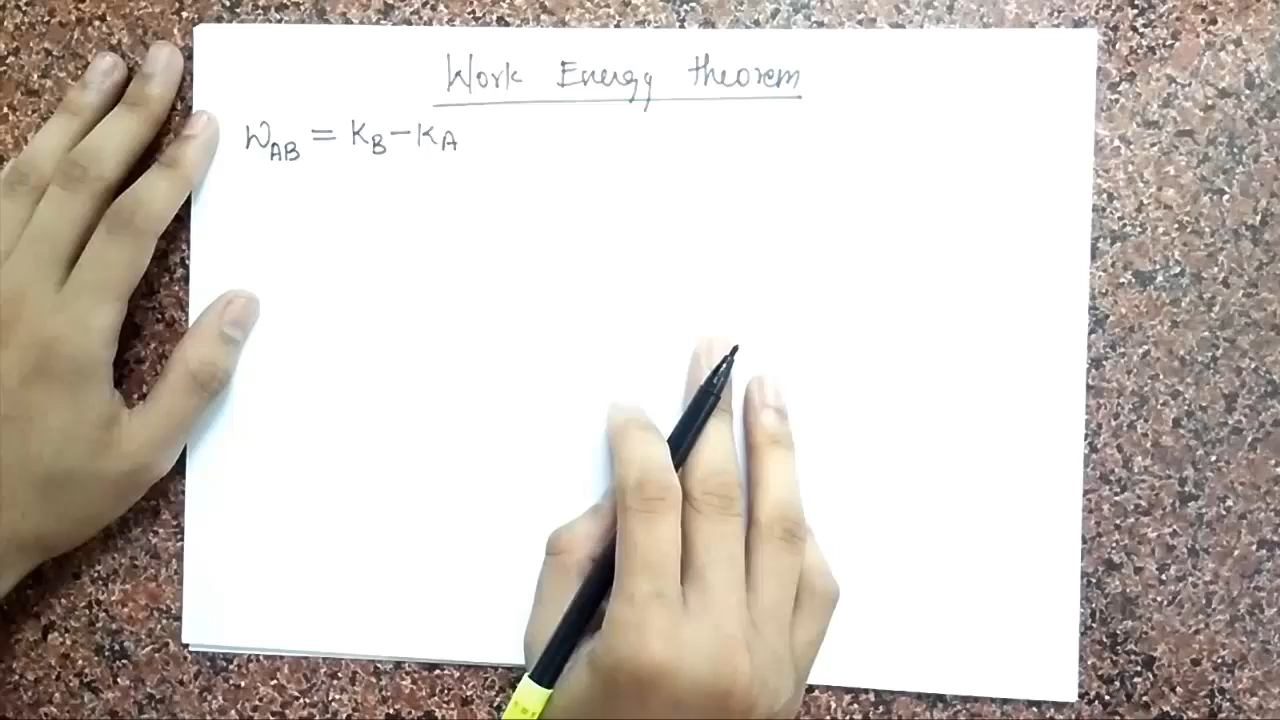 Work Energy theorem
W_AB = K_B - K_A